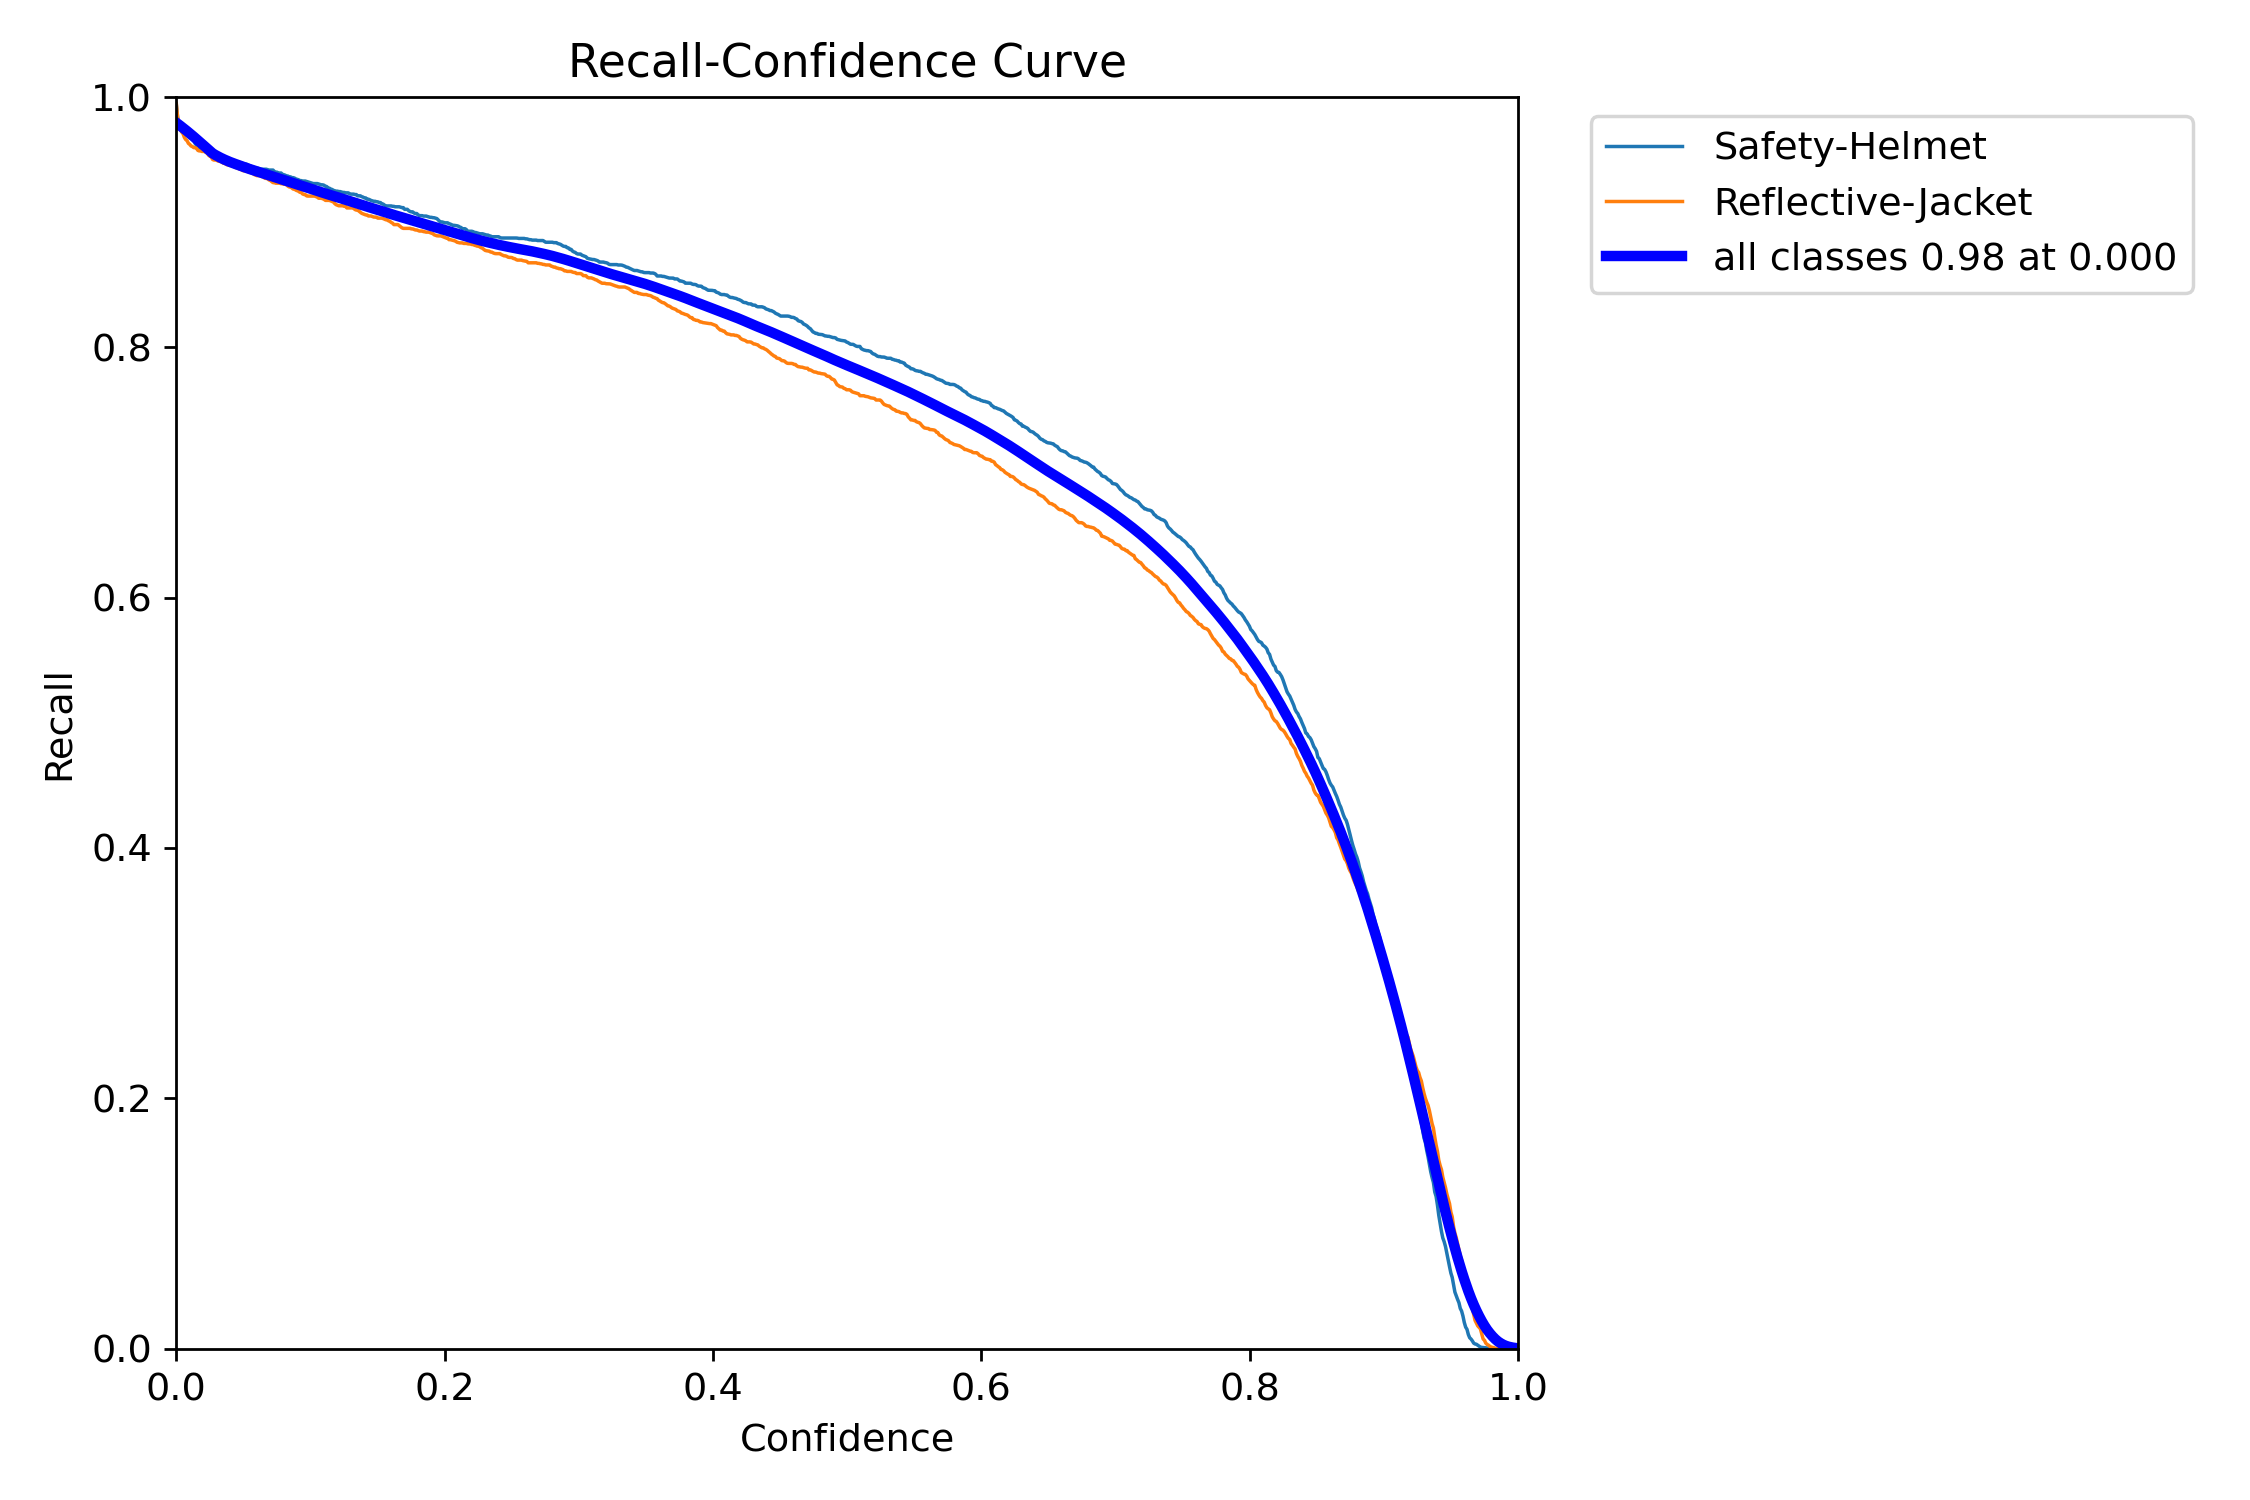 Recall-Confidence Curve
1.0
0.8
0.6
0.4
0.2
0.0
Recall
0.0 0.2 0.4 0.6 0.8 1.0
Confidence
Safety-Helmet
Reflective-Jacket
all classes 0.98 at 0.000